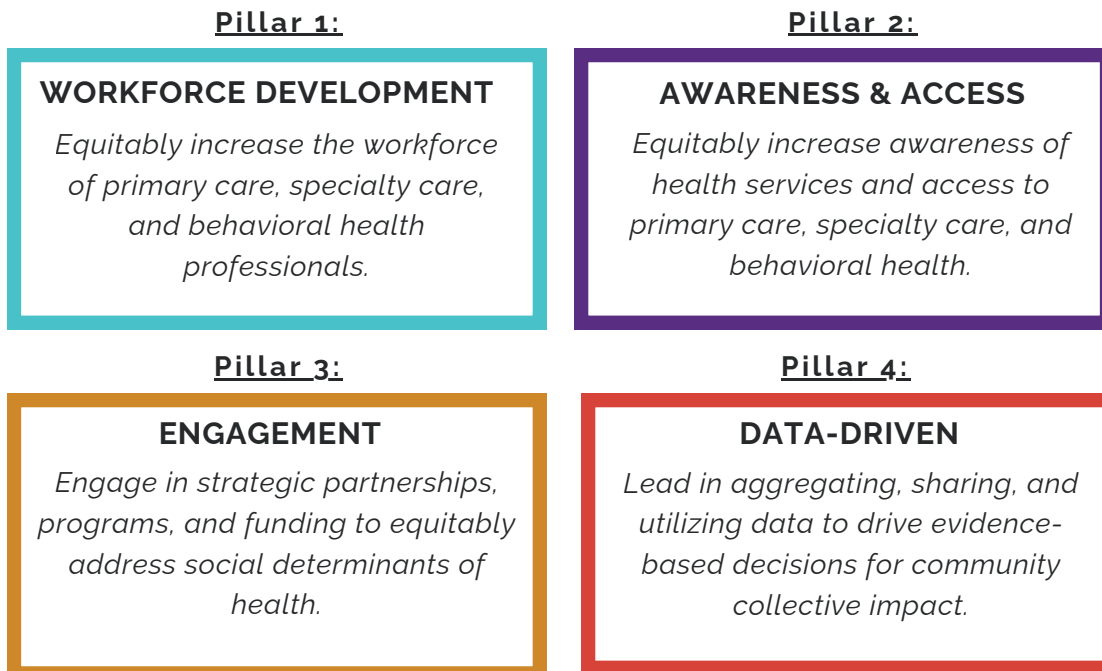 Pillar 1:
WORKFORCE DEVELOPMENT
Equitably increase the workforce
of primary care, specialty care,
and behavioral health
professionals.
Pillar 2:
AWARENESS & ACCESS
Equitably increase awareness of
health services and access to
primary care, specialty care, and
behavioral health.
Pillar 3:
ENGAGEMENT
Engage in strategic partnerships,
programs, and funding to equitably
address social determinants of
health.
Pillar 4:
DATA-DRIVEN
Lead in aggregating, sharing, and
utilizing data to drive evidence-
based decisions for community
collective impact.